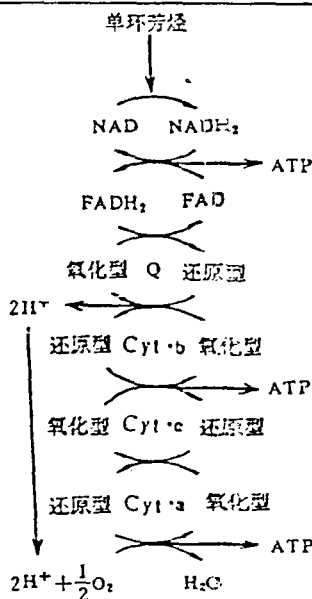 单环芳烃
NAD NADH₂
ATP
FADH₂ FAD
氧化型 Q 还原型
2H⁺
还原型 Cyt·b 氧化型
ATP
氧化型 Cyt·c 还原型
还原型 Cyt·a 氧化型
ATP
2H⁺+½O₂ H₂O